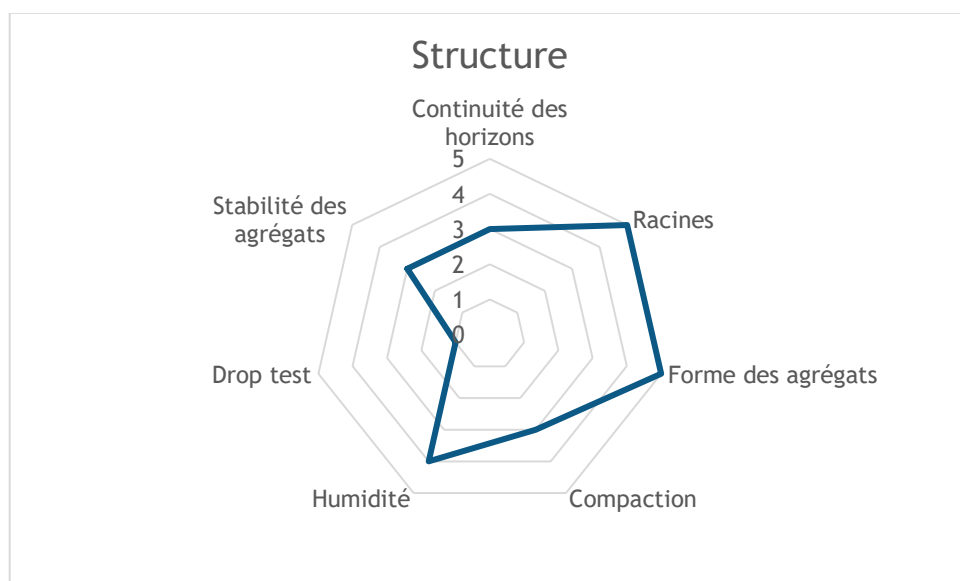 Structure
Continuité des
horizons
5
4
3
2
1
0
Stabilité des
agrégats
Racines
Drop test
Forme des agrégats
Humidité
Compaction